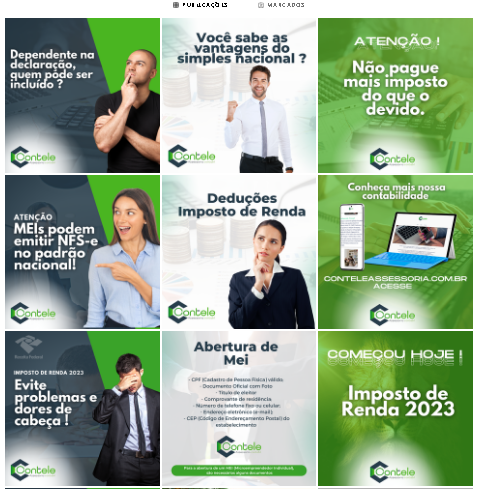 PUBLICAÇÕES
MARCADOS
Dependente na
declaração,
quem pode ser
incluído ?
Contele
Você sabe as
vantagens do
simples nacional ?
Contele
ATENÇÃO !
Não pague
mais imposto
do que o
devido.
Contele
ATENÇÃO
MEIs podem
emitir NFS-e
no padrão
nacional!
Contele
Deduções
Imposto de Renda
Contele
Conheça mais nossa
contabilidade
CONTELEASSESSORIA.COM.BR
ACESSE
Contele
Receita Federal
IMPOSTO DE RENDA 2023
Evite
problemas e
dores de
cabeça !
Contele
Abertura de
Mei
- CPF (Cadastro de Pessoa Física) válido.
- Documento Oficial com Foto
- Título de eleitor
- Comprovante de residência.
- Número de telefone fixo ou celular.
Endereço eletrônico (e-mail).
- CEP (Código de Endereçamento Postal) do
estabelecimento
Contele
COMEÇOU HOJE !
Imposto de
Renda 2023
Contele